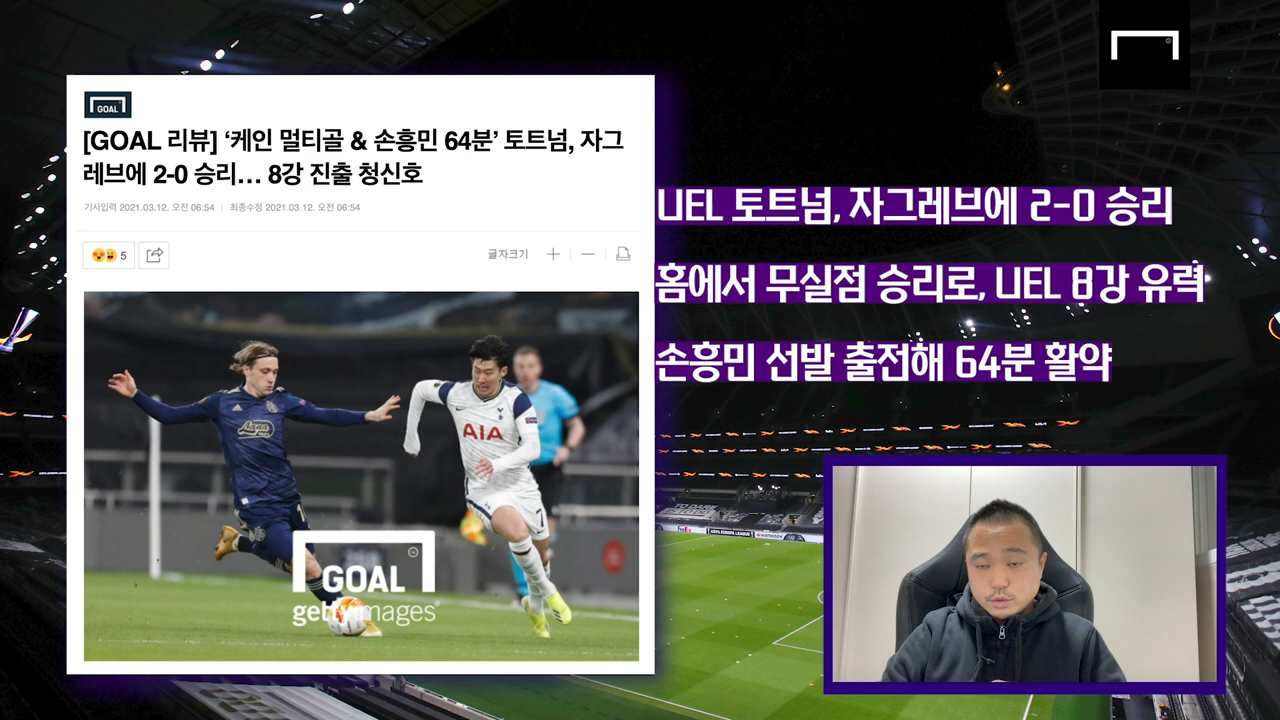 GOAL
[GOAL 리뷰] ‘케인 멀티골 & 손흥민 64분’ 토트넘, 자그
레브에 2-0 승리… 8강 진출 청신호
기사입력 2021.03.12. 오전 06:54 | 최종수정 2021.03.12. 오전 06:54
5
글자크기
UEL 토트넘, 자그레브에 2-0 승리
홈에서 무실점 승리로, UEL 8강 유력
손흥민 선발 출전해 64분 활약
AIA
7
GOAL
gettyimages
FedEx